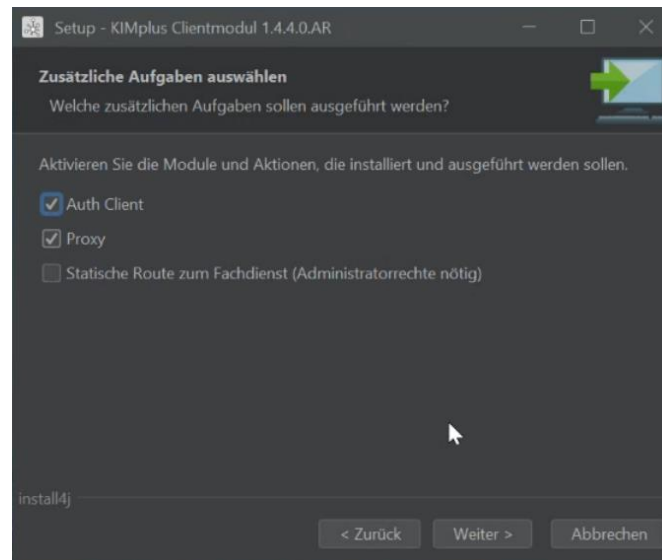 Setup - KIMplus Clientmodul 1.4.4.0.AR
Zusätzliche Aufgaben auswählen
Welche zusätzlichen Aufgaben sollen ausgeführt werden?
Aktivieren Sie die Module und Aktionen, die installiert und ausgeführt werden sollen.
Auth Client
Proxy
Statische Route zum Fachdienst (Administratorrechte nötig)
install4j
< Zurück
Weiter >
Abbrechen